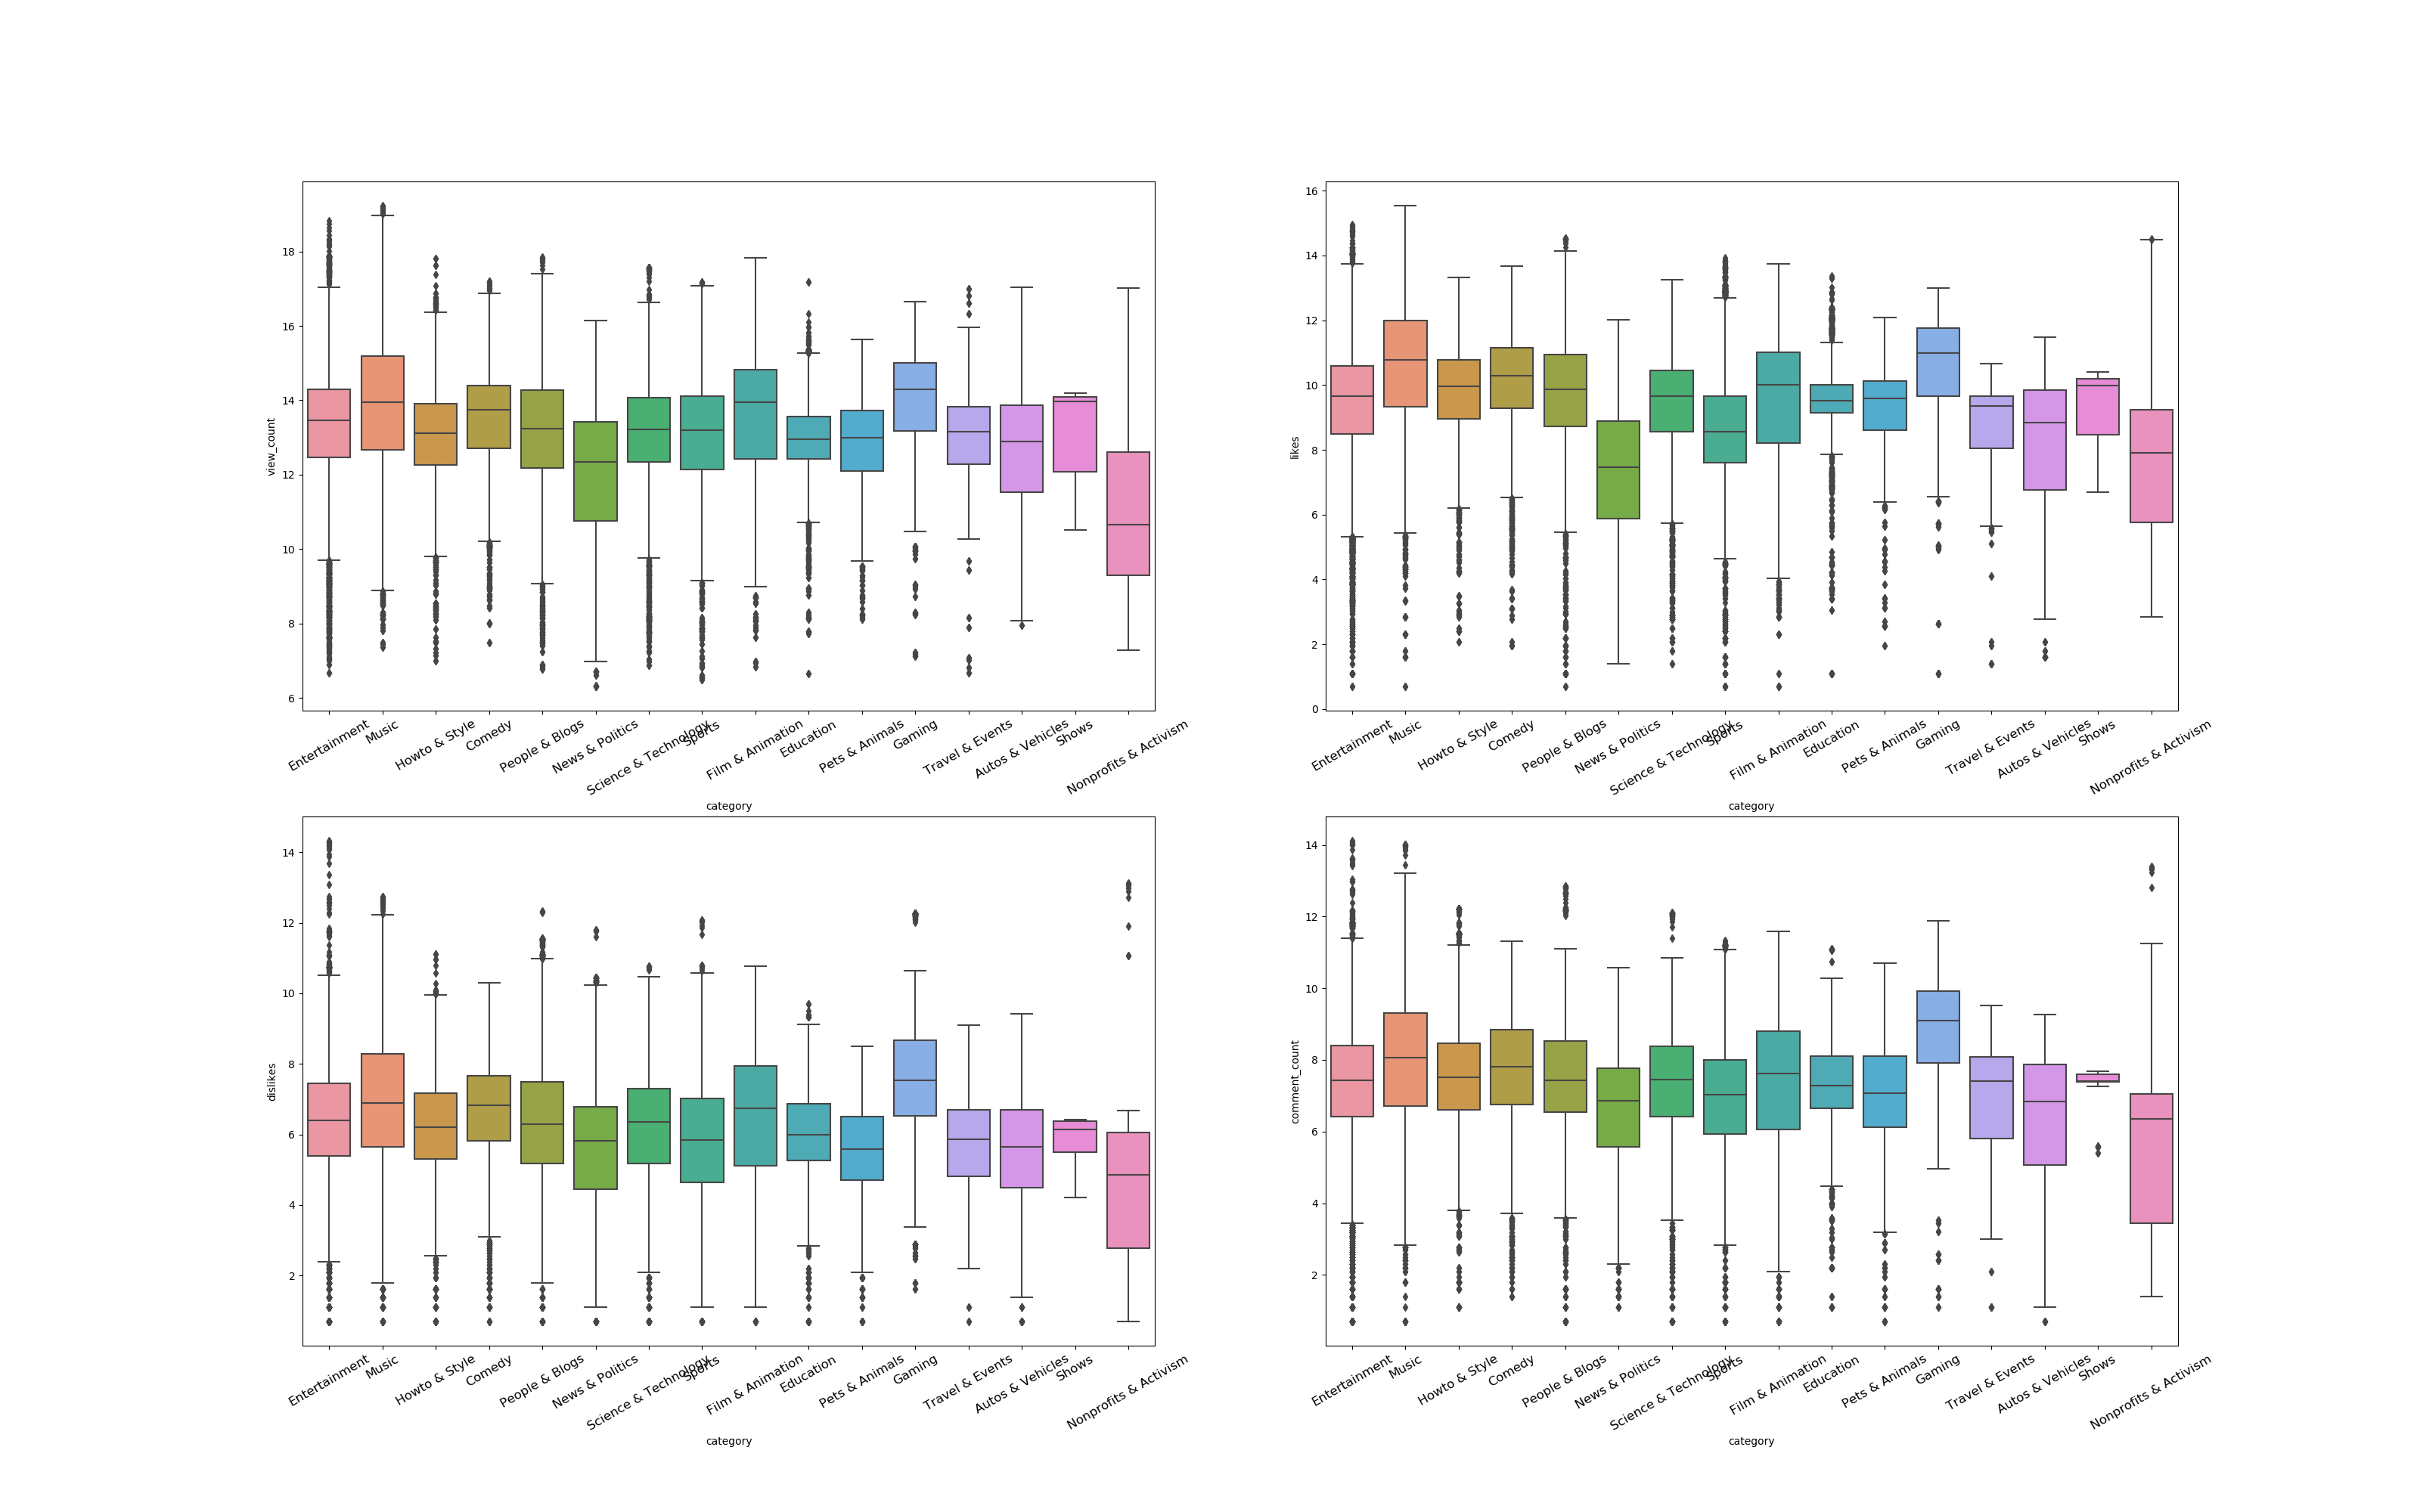 view_count
18
16
14
12
10
8
6
Entertainment
Music
Howto & Style
Comedy
People & Blogs
News & Politics
Science & Technology
Sports
Film & Animation
Education
Pets & Animals
Gaming
Travel & Events
Autos & Vehicles
Shows
Nonprofits & Activism
category
likes
16
14
12
10
8
6
4
2
0
Entertainment
Music
Howto & Style
Comedy
People & Blogs
News & Politics
Science & Technology
Sports
Film & Animation
Education
Pets & Animals
Gaming
Travel & Events
Autos & Vehicles
Shows
Nonprofits & Activism
category
dislikes
14
12
10
8
6
4
2
Entertainment
Music
Howto & Style
Comedy
People & Blogs
News & Politics
Science & Technology
Sports
Film & Animation
Education
Pets & Animals
Gaming
Travel & Events
Autos & Vehicles
Shows
Nonprofits & Activism
category
comment_count
14
12
10
8
6
4
2
Entertainment
Music
Howto & Style
Comedy
People & Blogs
News & Politics
Science & Technology
Sports
Film & Animation
Education
Pets & Animals
Gaming
Travel & Events
Autos & Vehicles
Shows
Nonprofits & Activism
category